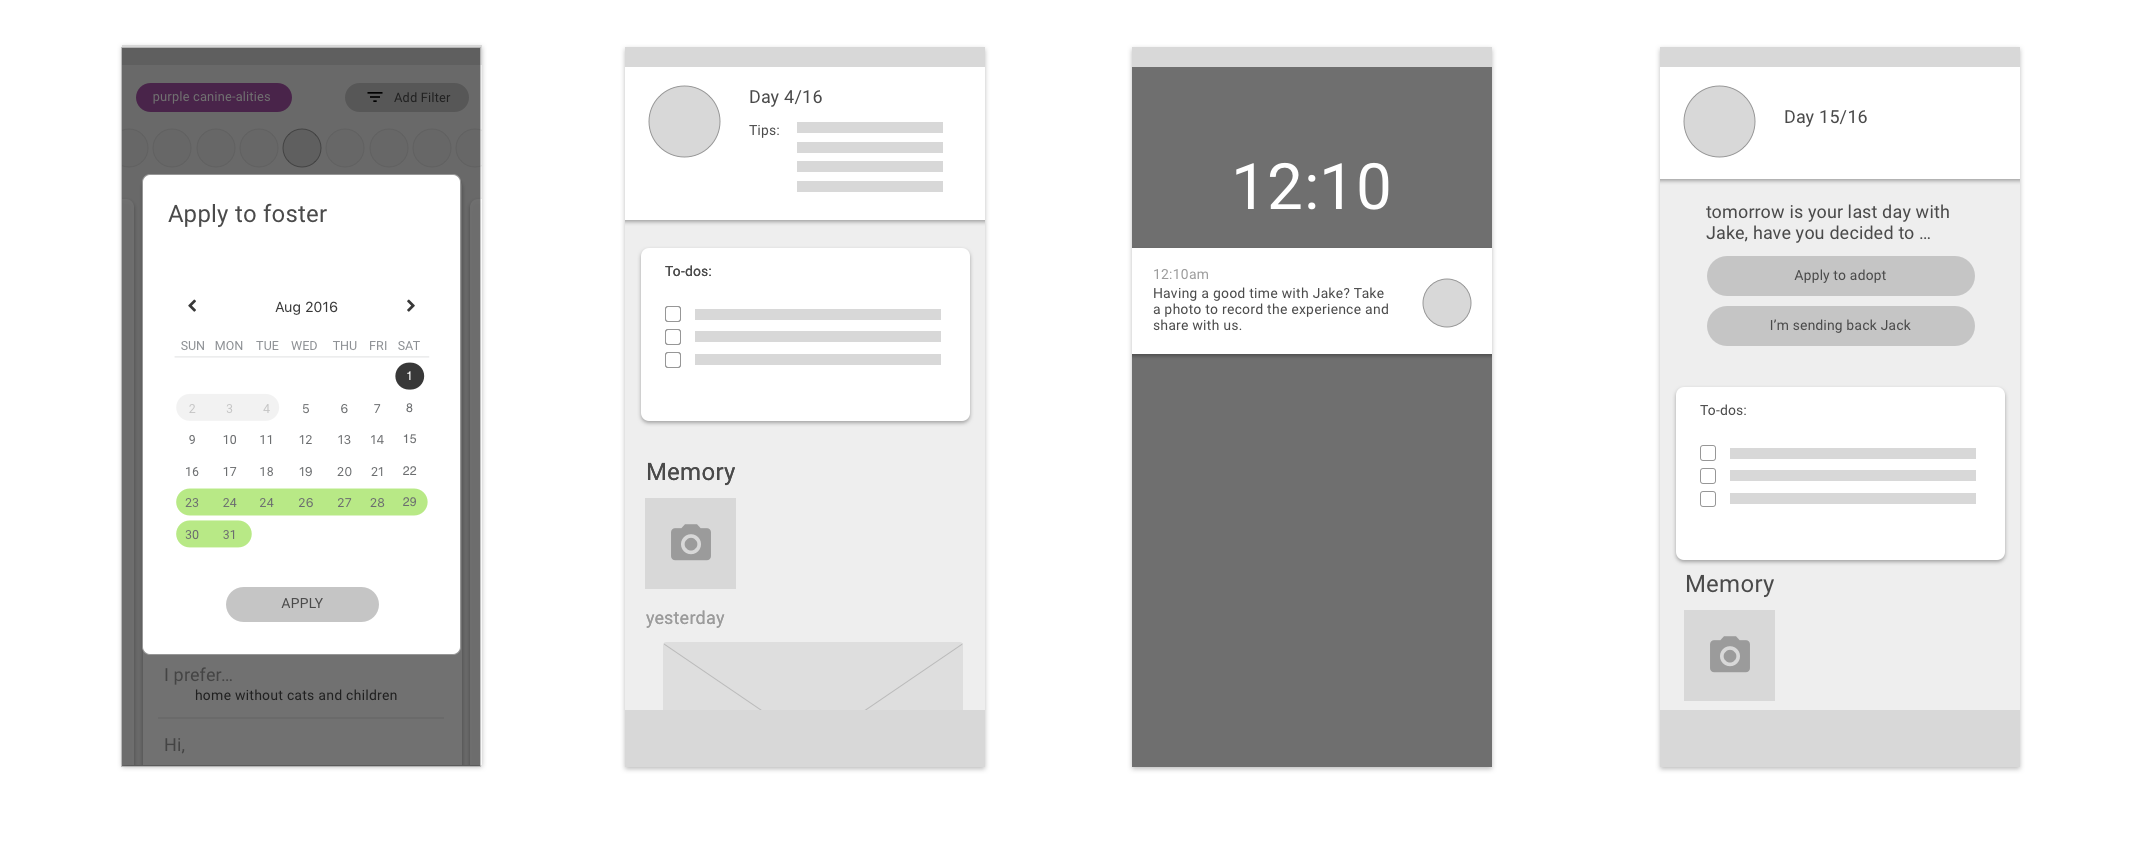 purple canine-alities
Add Filter
Apply to foster
Aug 2016
SUN MON TUE WED THU FRI SAT
1
2 3 4 5 6 7 8
9 10 11 12 13 14 15
16 17 18 19 20 21 22
23 24 24 26 27 28 29
30 31
APPLY
I prefer...
home without cats and children
Hi,
Day 4/16
Tips:
To-dos:
Memory
yesterday
12:10
12:10am
Having a good time with Jake? Take
a photo to record the experience and
share with us.
Day 15/16
tomorrow is your last day with
Jake, have you decided to ...
Apply to adopt
I'm sending back Jack
To-dos:
Memory